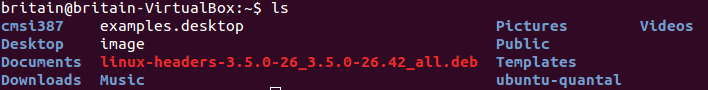 britain@britain-VirtualBox:~$ ls
cmsi387 examples.desktop Pictures Videos
Desktop image Public
Documents linux-headers-3.5.0-26_3.5.0-26.42_all.deb Templates
Downloads Music ubuntu-quantal